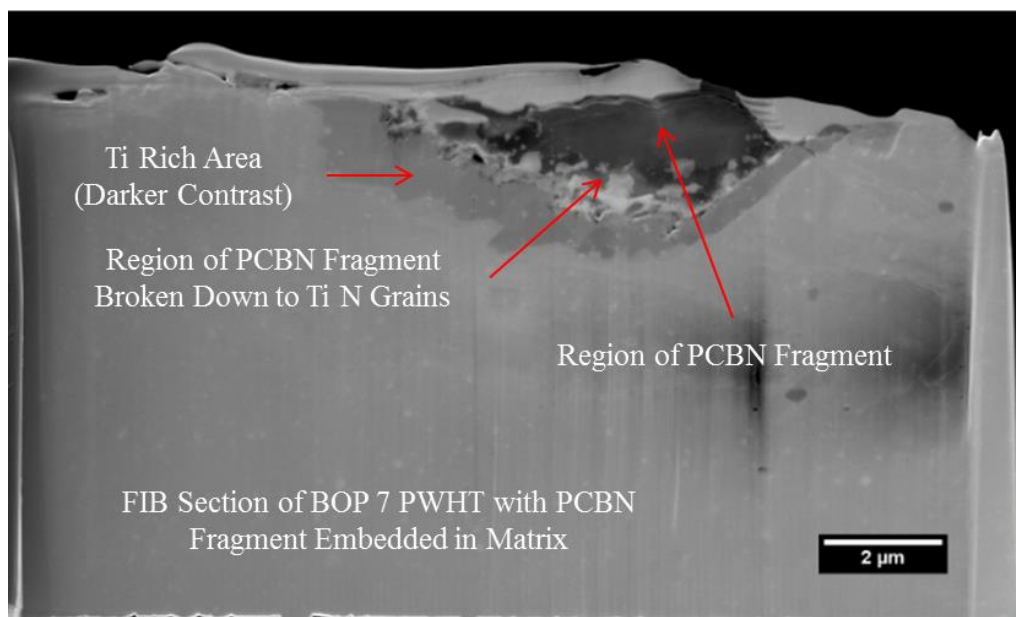 Ti Rich Area
(Darker Contrast)
Region of PCBN Fragment
Broken Down to Ti N Grains
Region of PCBN Fragment
FIB Section of BOP 7 PWHT with PCBN
Fragment Embedded in Matrix
2 µm